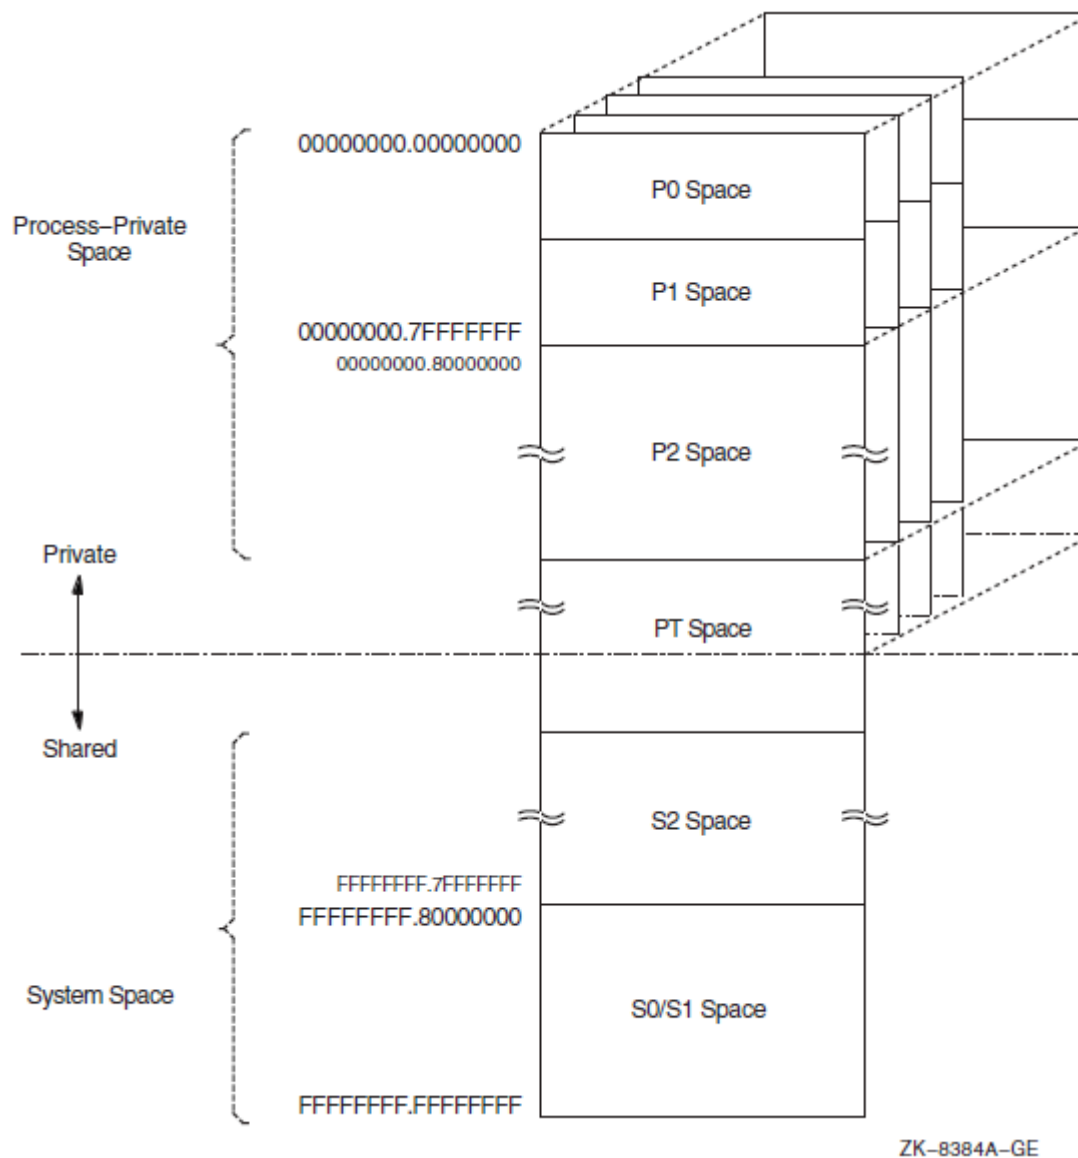 00000000.00000000
P0 Space
Process–Private
Space
P1 Space
00000000.7FFFFFFF
00000000.80000000
P2 Space
Private
PT Space
Shared
S2 Space
FFFFFFFF.7FFFFFFF
FFFFFFFF.80000000
System Space
S0/S1 Space
FFFFFFFF.FFFFFFFF
ZK–8384A–GE